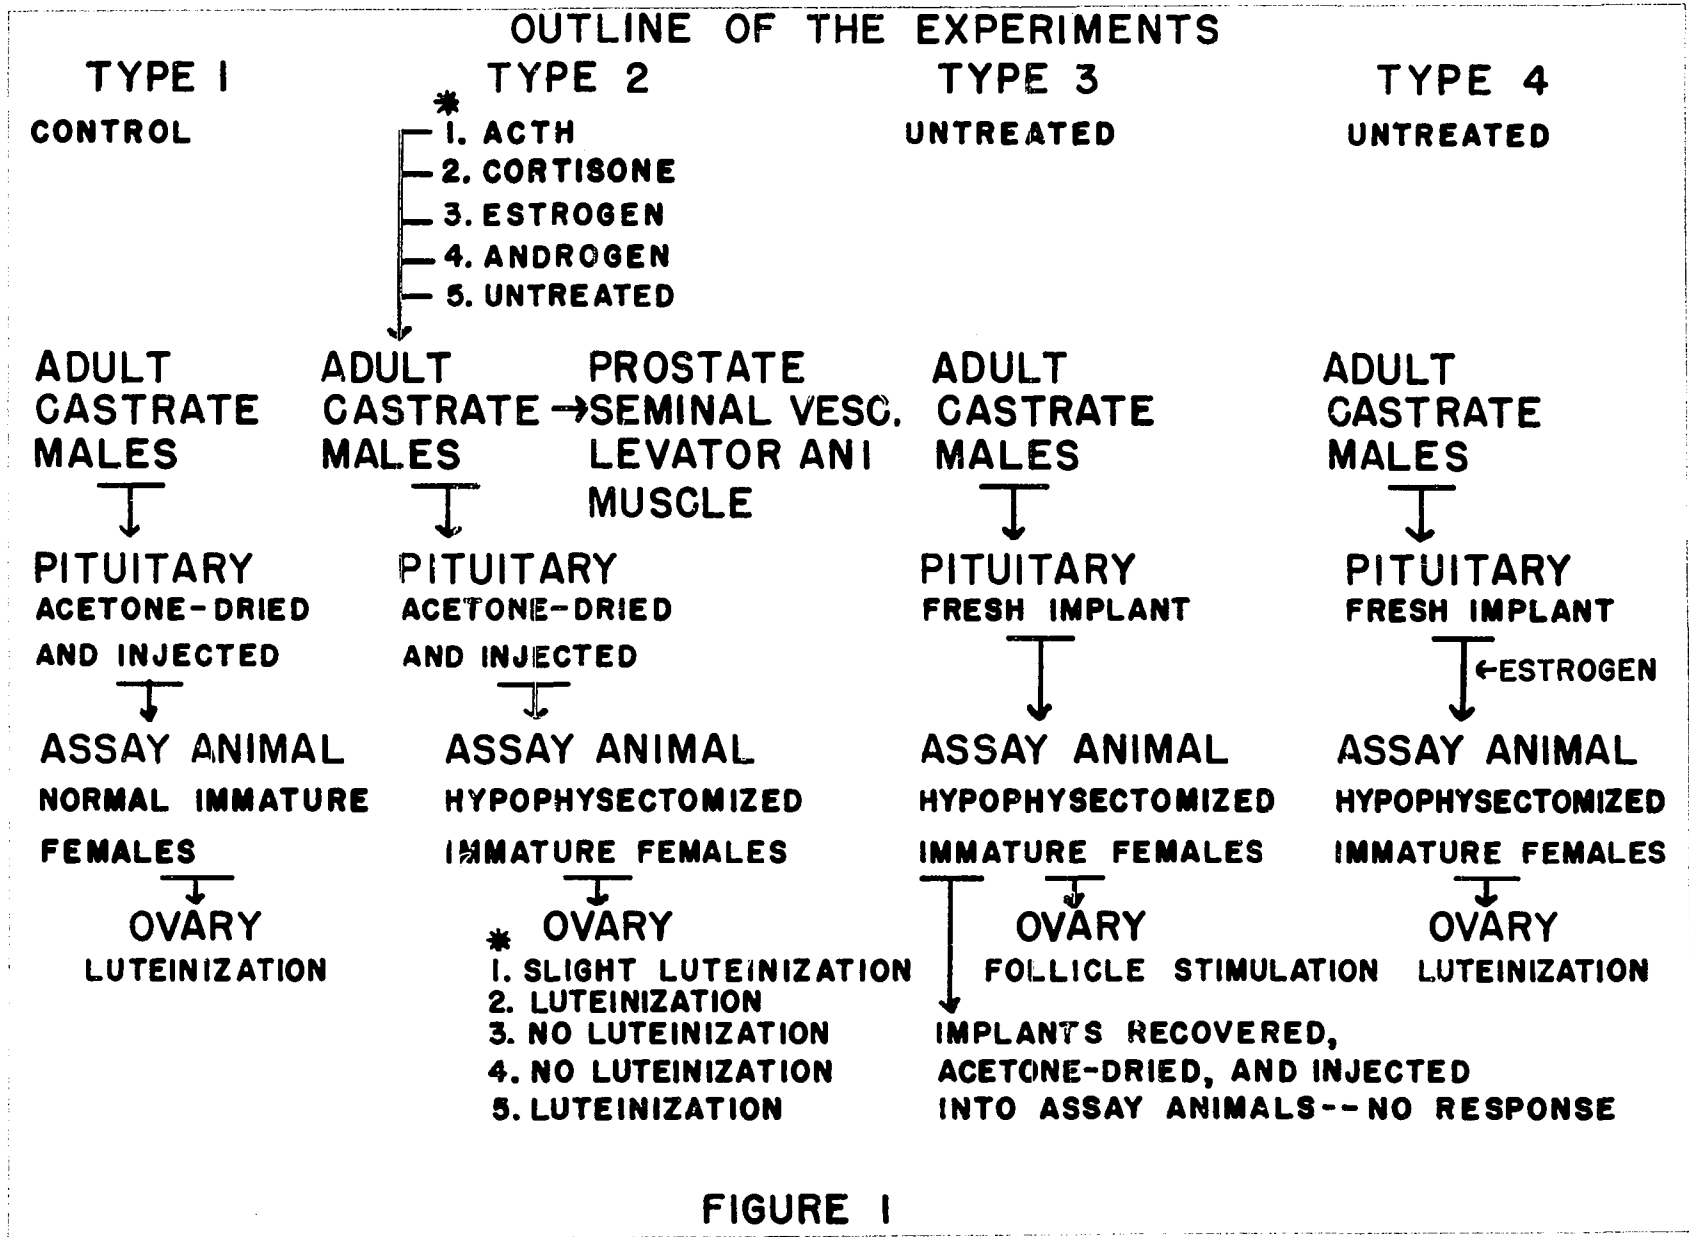 OUTLINE OF THE EXPERIMENTS
TYPE 1
CONTROL
ADULT
CASTRATE
MALES
PITUITARY
ACETONE-DRIED
AND INJECTED
ASSAY ANIMAL
NORMAL IMMATURE
FEMALES
OVARY
LUTEINIZATION
TYPE 2
*
1. ACTH
2. CORTISONE
3. ESTROGEN
4. ANDROGEN
5. UNTREATED
ADULT
CASTRATE →
MALES
PROSTATE
SEMINAL VESC.
LEVATOR ANI
MUSCLE
PITUITARY
ACETONE-DRIED
AND INJECTED
ASSAY ANIMAL
HYPOPHYSECTOMIZED
IMMATURE FEMALES
* OVARY
1. SLIGHT LUTEINIZATION
2. LUTEINIZATION
3. NO LUTEINIZATION
4. NO LUTEINIZATION
5. LUTEINIZATION
TYPE 3
UNTREATED
ADULT
CASTRATE
MALES
PITUITARY
FRESH IMPLANT
ASSAY ANIMAL
HYPOPHYSECTOMIZED
IMMATURE FEMALES
OVARY
FOLLICLE STIMULATION
IMPLANTS RECOVERED,
ACETONE-DRIED, AND INJECTED
INTO ASSAY ANIMALS--NO RESPONSE
TYPE 4
UNTREATED
ADULT
CASTRATE
MALES
PITUITARY
FRESH IMPLANT
←ESTROGEN
ASSAY ANIMAL
HYPOPHYSECTOMIZED
IMMATURE FEMALES
OVARY
LUTEINIZATION
FIGURE 1